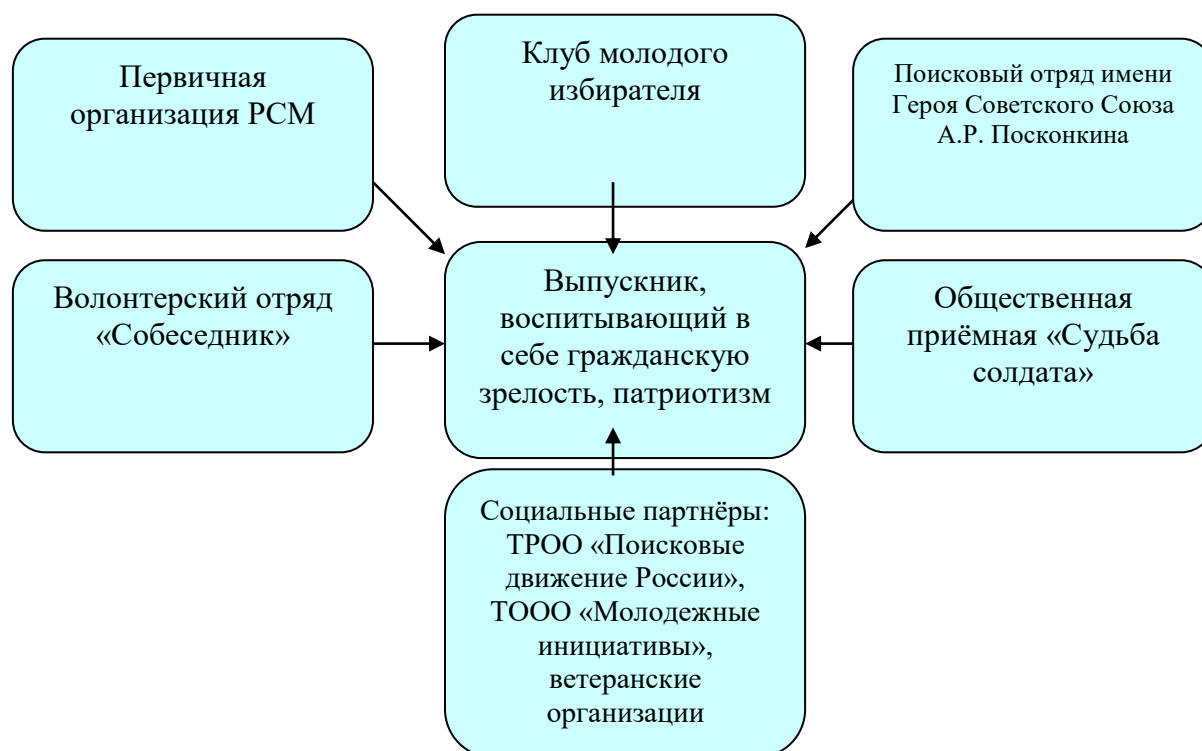 Первичная
организация РСМ
Клуб молодого
избирателя
Поисковый отряд имени
Героя Советского Союза
А.Р. Посконкина
Волонтерский отряд
«Собеседник»
Выпускник,
воспитывающий в
себе гражданскую
зрелость, патриотизм
Общественная
приёмная «Судьба
солдата»
Социальные партнёры:
ТРОО «Поисковые
движение России»,
ТООО «Молодежные
инициативы»,
ветеранские
организации